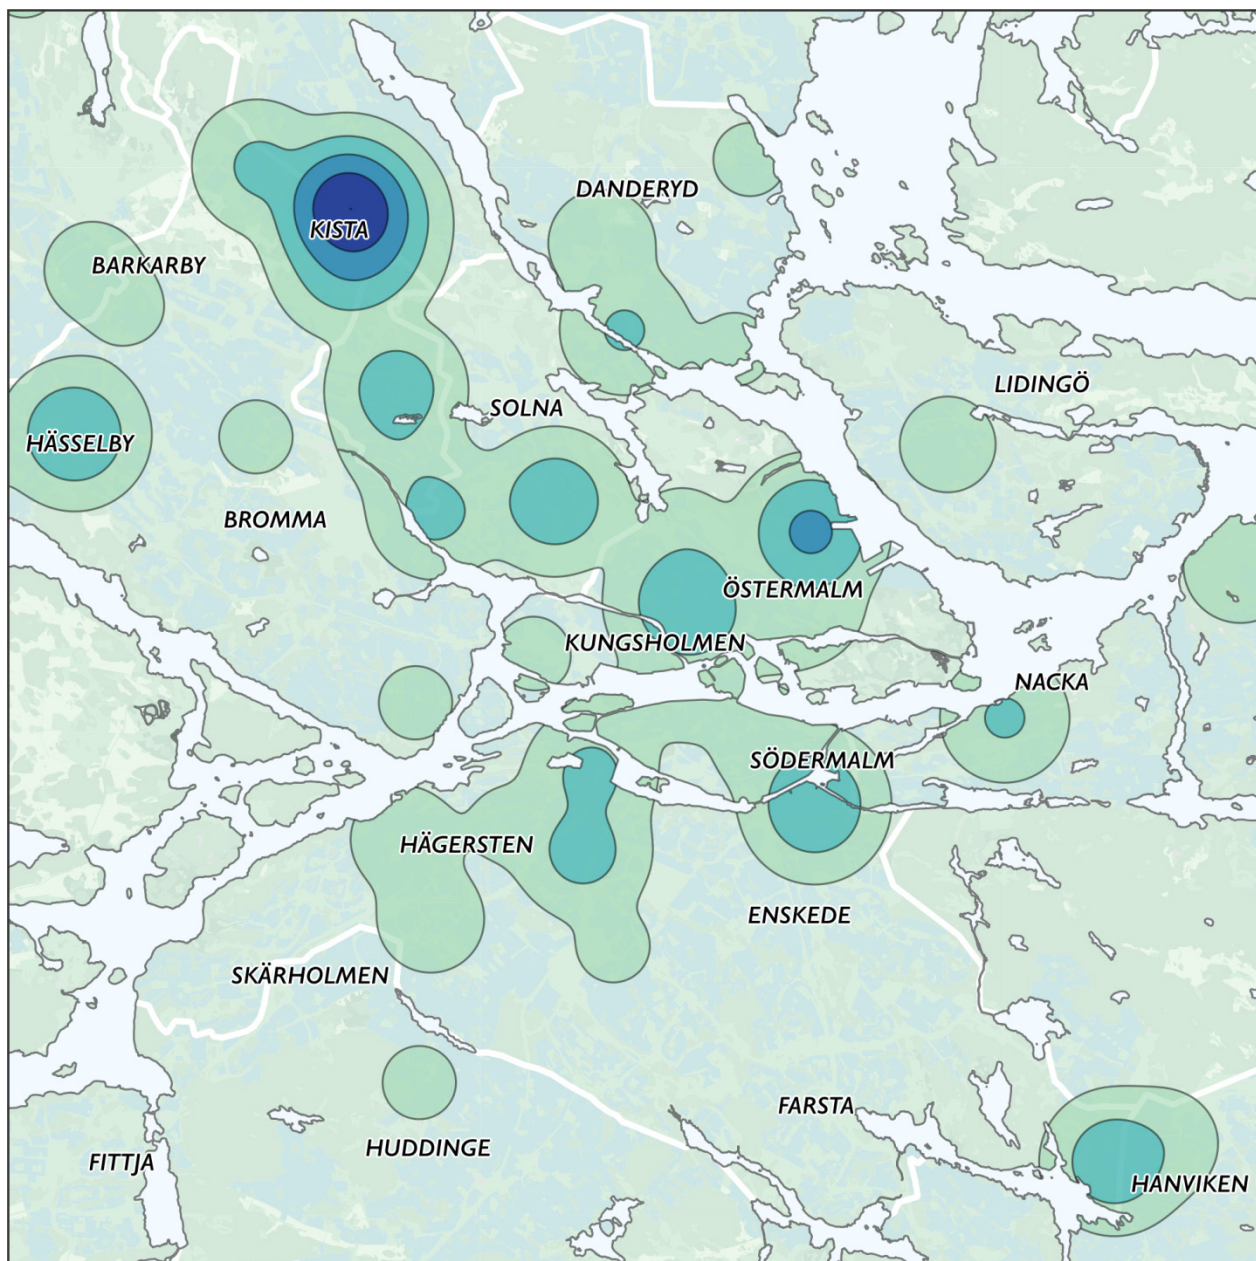 DANDERYD
KISTA
BARKARBY
LIDINGÖ
SOLNA
HÄSSELBY
BROMMA
ÖSTERMALM
KUNGSHOLMEN
NACKA
SÖDERMALM
HÄGERSTEN
ENSKEDE
SKÄRHOLMEN
FARSTA
HUDDINGE
FITTJA
HANVIKEN